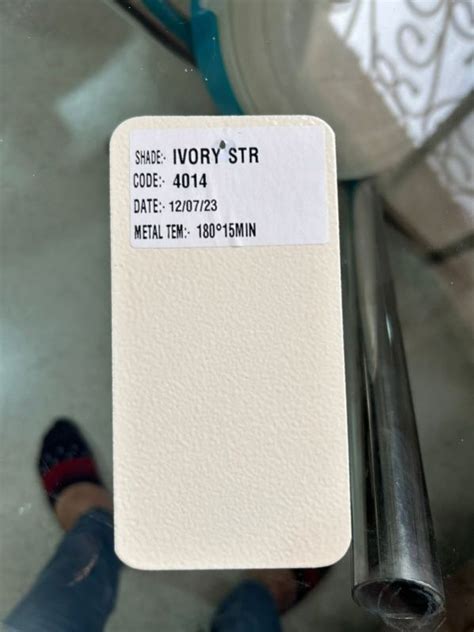 SHADE:- IVORY STR
CODE:- 4014
DATE:- 12/07/23
METAL TEM:- 180°15MIN